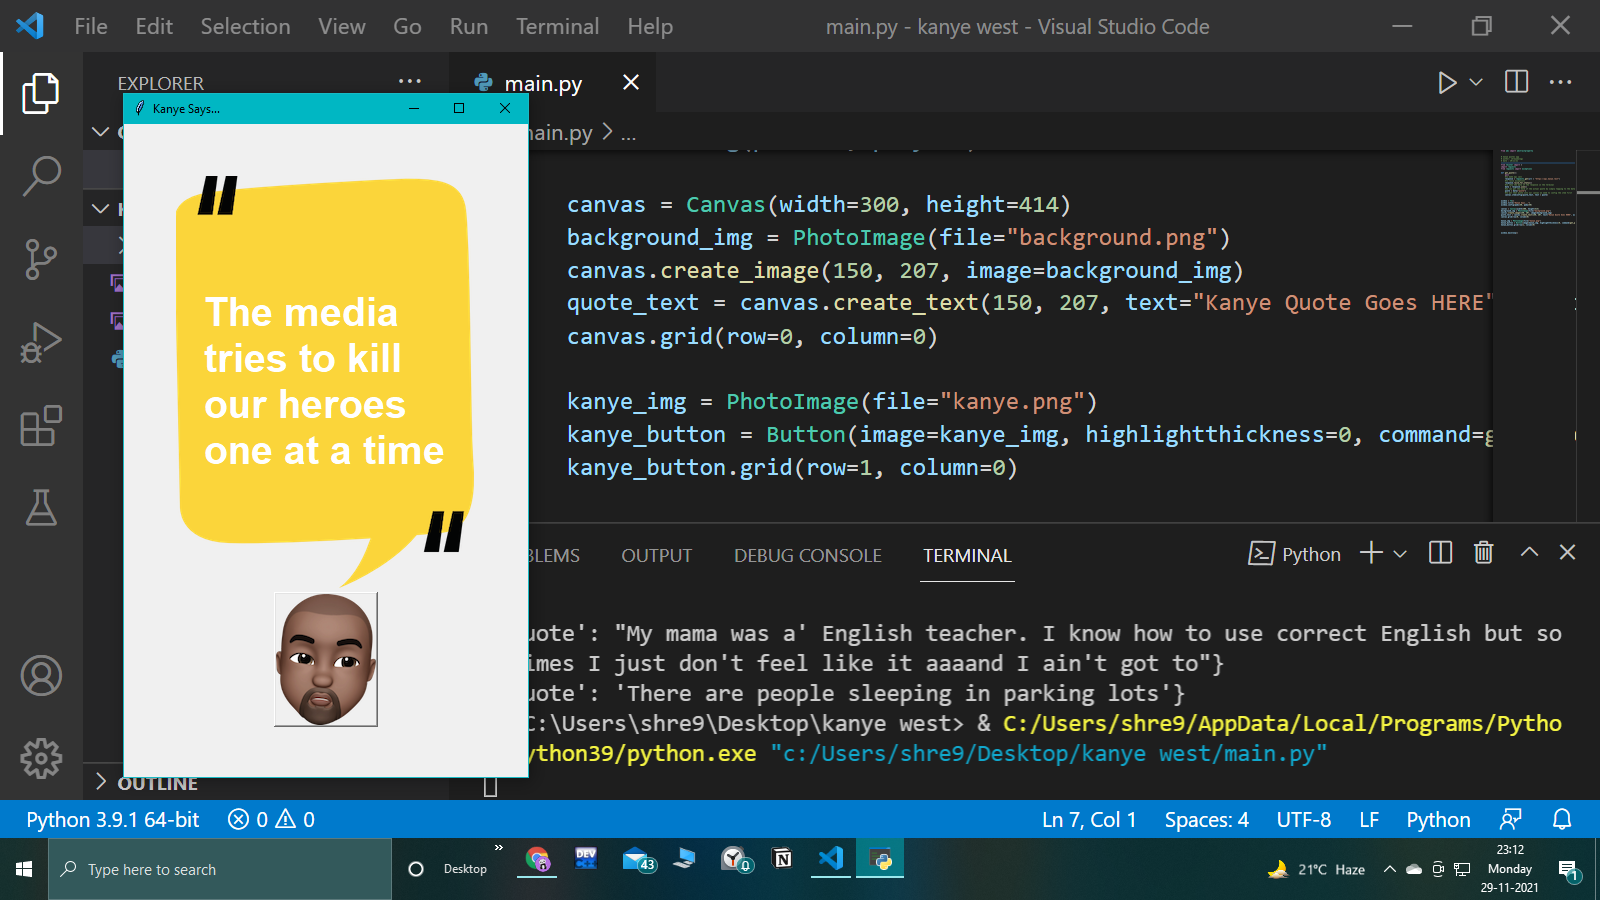 File Edit Selection View Go Run Terminal Help
main.py - kanye west - Visual Studio Code
EXPLORER
main.py
main.py > ...
Kanye Says...
The media
tries to kill
our heroes
one at a time
canvas = Canvas(width=300, height=414)
background_img = PhotoImage(file="background.png")
canvas.create_image(150, 207, image=background_img)
quote_text = canvas.create_text(150, 207, text="Kanye Quote Goes HERE"
canvas.grid(row=0, column=0)
kanye_img = PhotoImage(file="kanye.png")
kanye_button = Button(image=kanye_img, highlightthickness=0, command=g
kanye_button.grid(row=1, column=0)
BLEMS OUTPUT DEBUG CONSOLE TERMINAL
Python
uote': "My mama was a' English teacher. I know how to use correct English but so
imes I just don't feel like it aaaand I ain't got to"}
uote': 'There are people sleeping in parking lots'}
C:\Users\shre9\Desktop\kanye west> & C:/Users/shre9/AppData/Local/Programs/Pytho
ython39/python.exe "c:/Users/shre9/Desktop/kanye west/main.py"
OUTLINE
Python 3.9.1 64-bit 0 0
Ln 7, Col 1 Spaces: 4 UTF-8 LF Python
Type here to search
Desktop
DEV
43
0
21°C Haze
23:12
Monday
29-11-2021
1